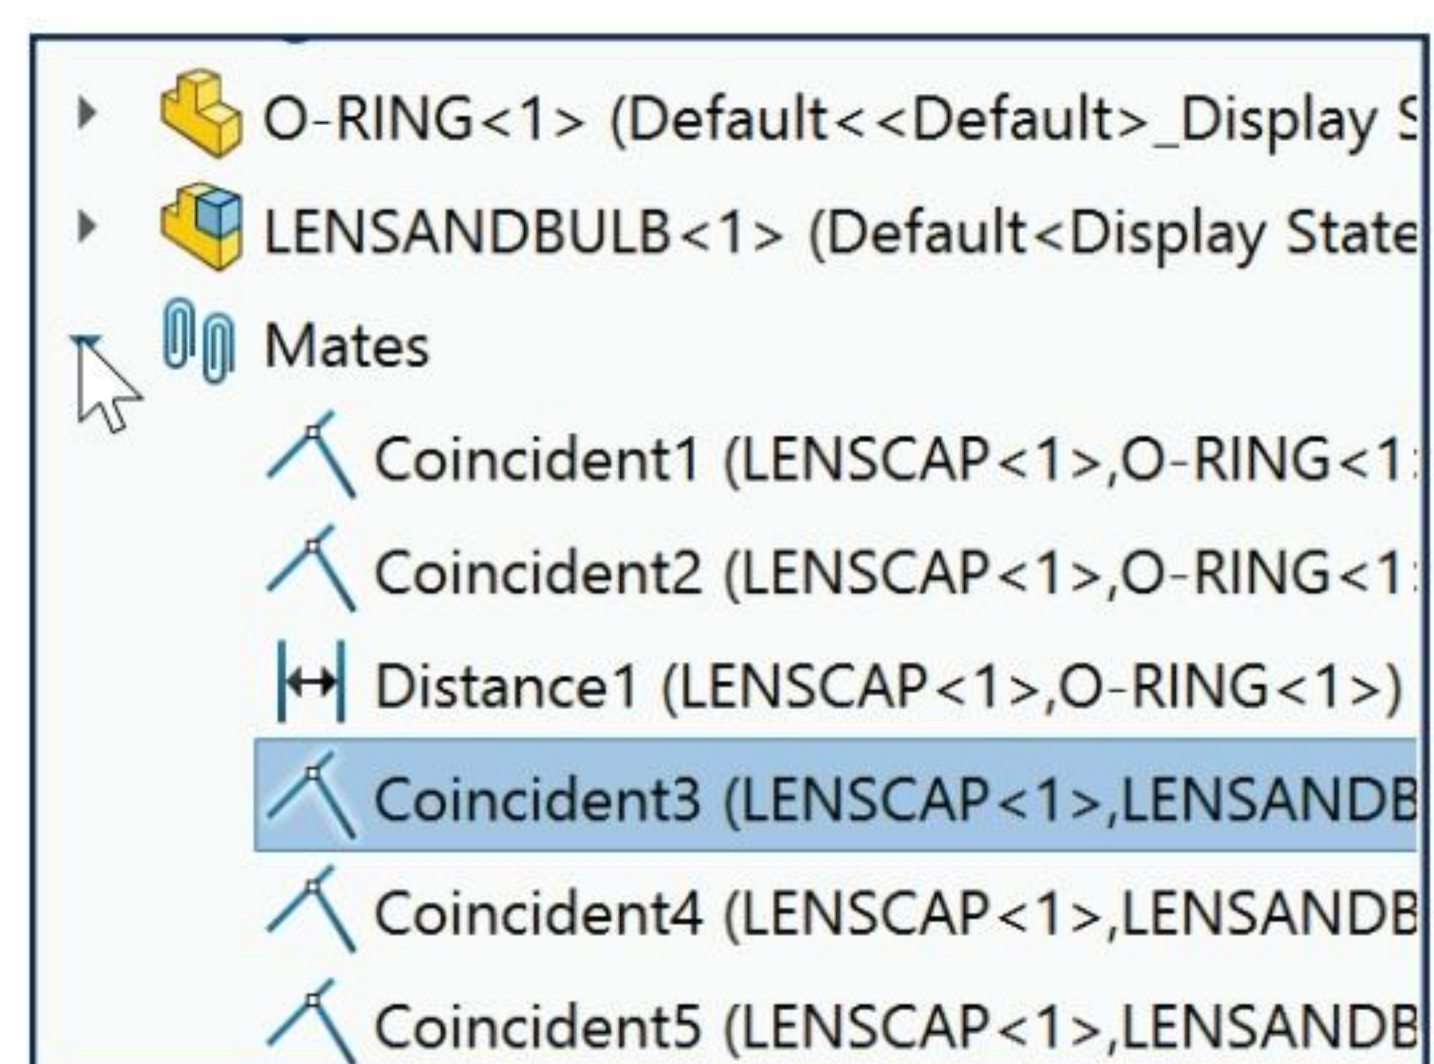 O-RING<1> (Default<<Default>_Display S
LENSANDBULB<1> (Default<Display State
Mates
Coincident1 (LENSCAP<1>,O-RING<1>
Coincident2 (LENSCAP<1>,O-RING<1>
Distance1 (LENSCAP<1>,O-RING<1>)
Coincident3 (LENSCAP<1>,LENSANDB
Coincident4 (LENSCAP<1>,LENSANDB
Coincident5 (LENSCAP<1>,LENSANDB